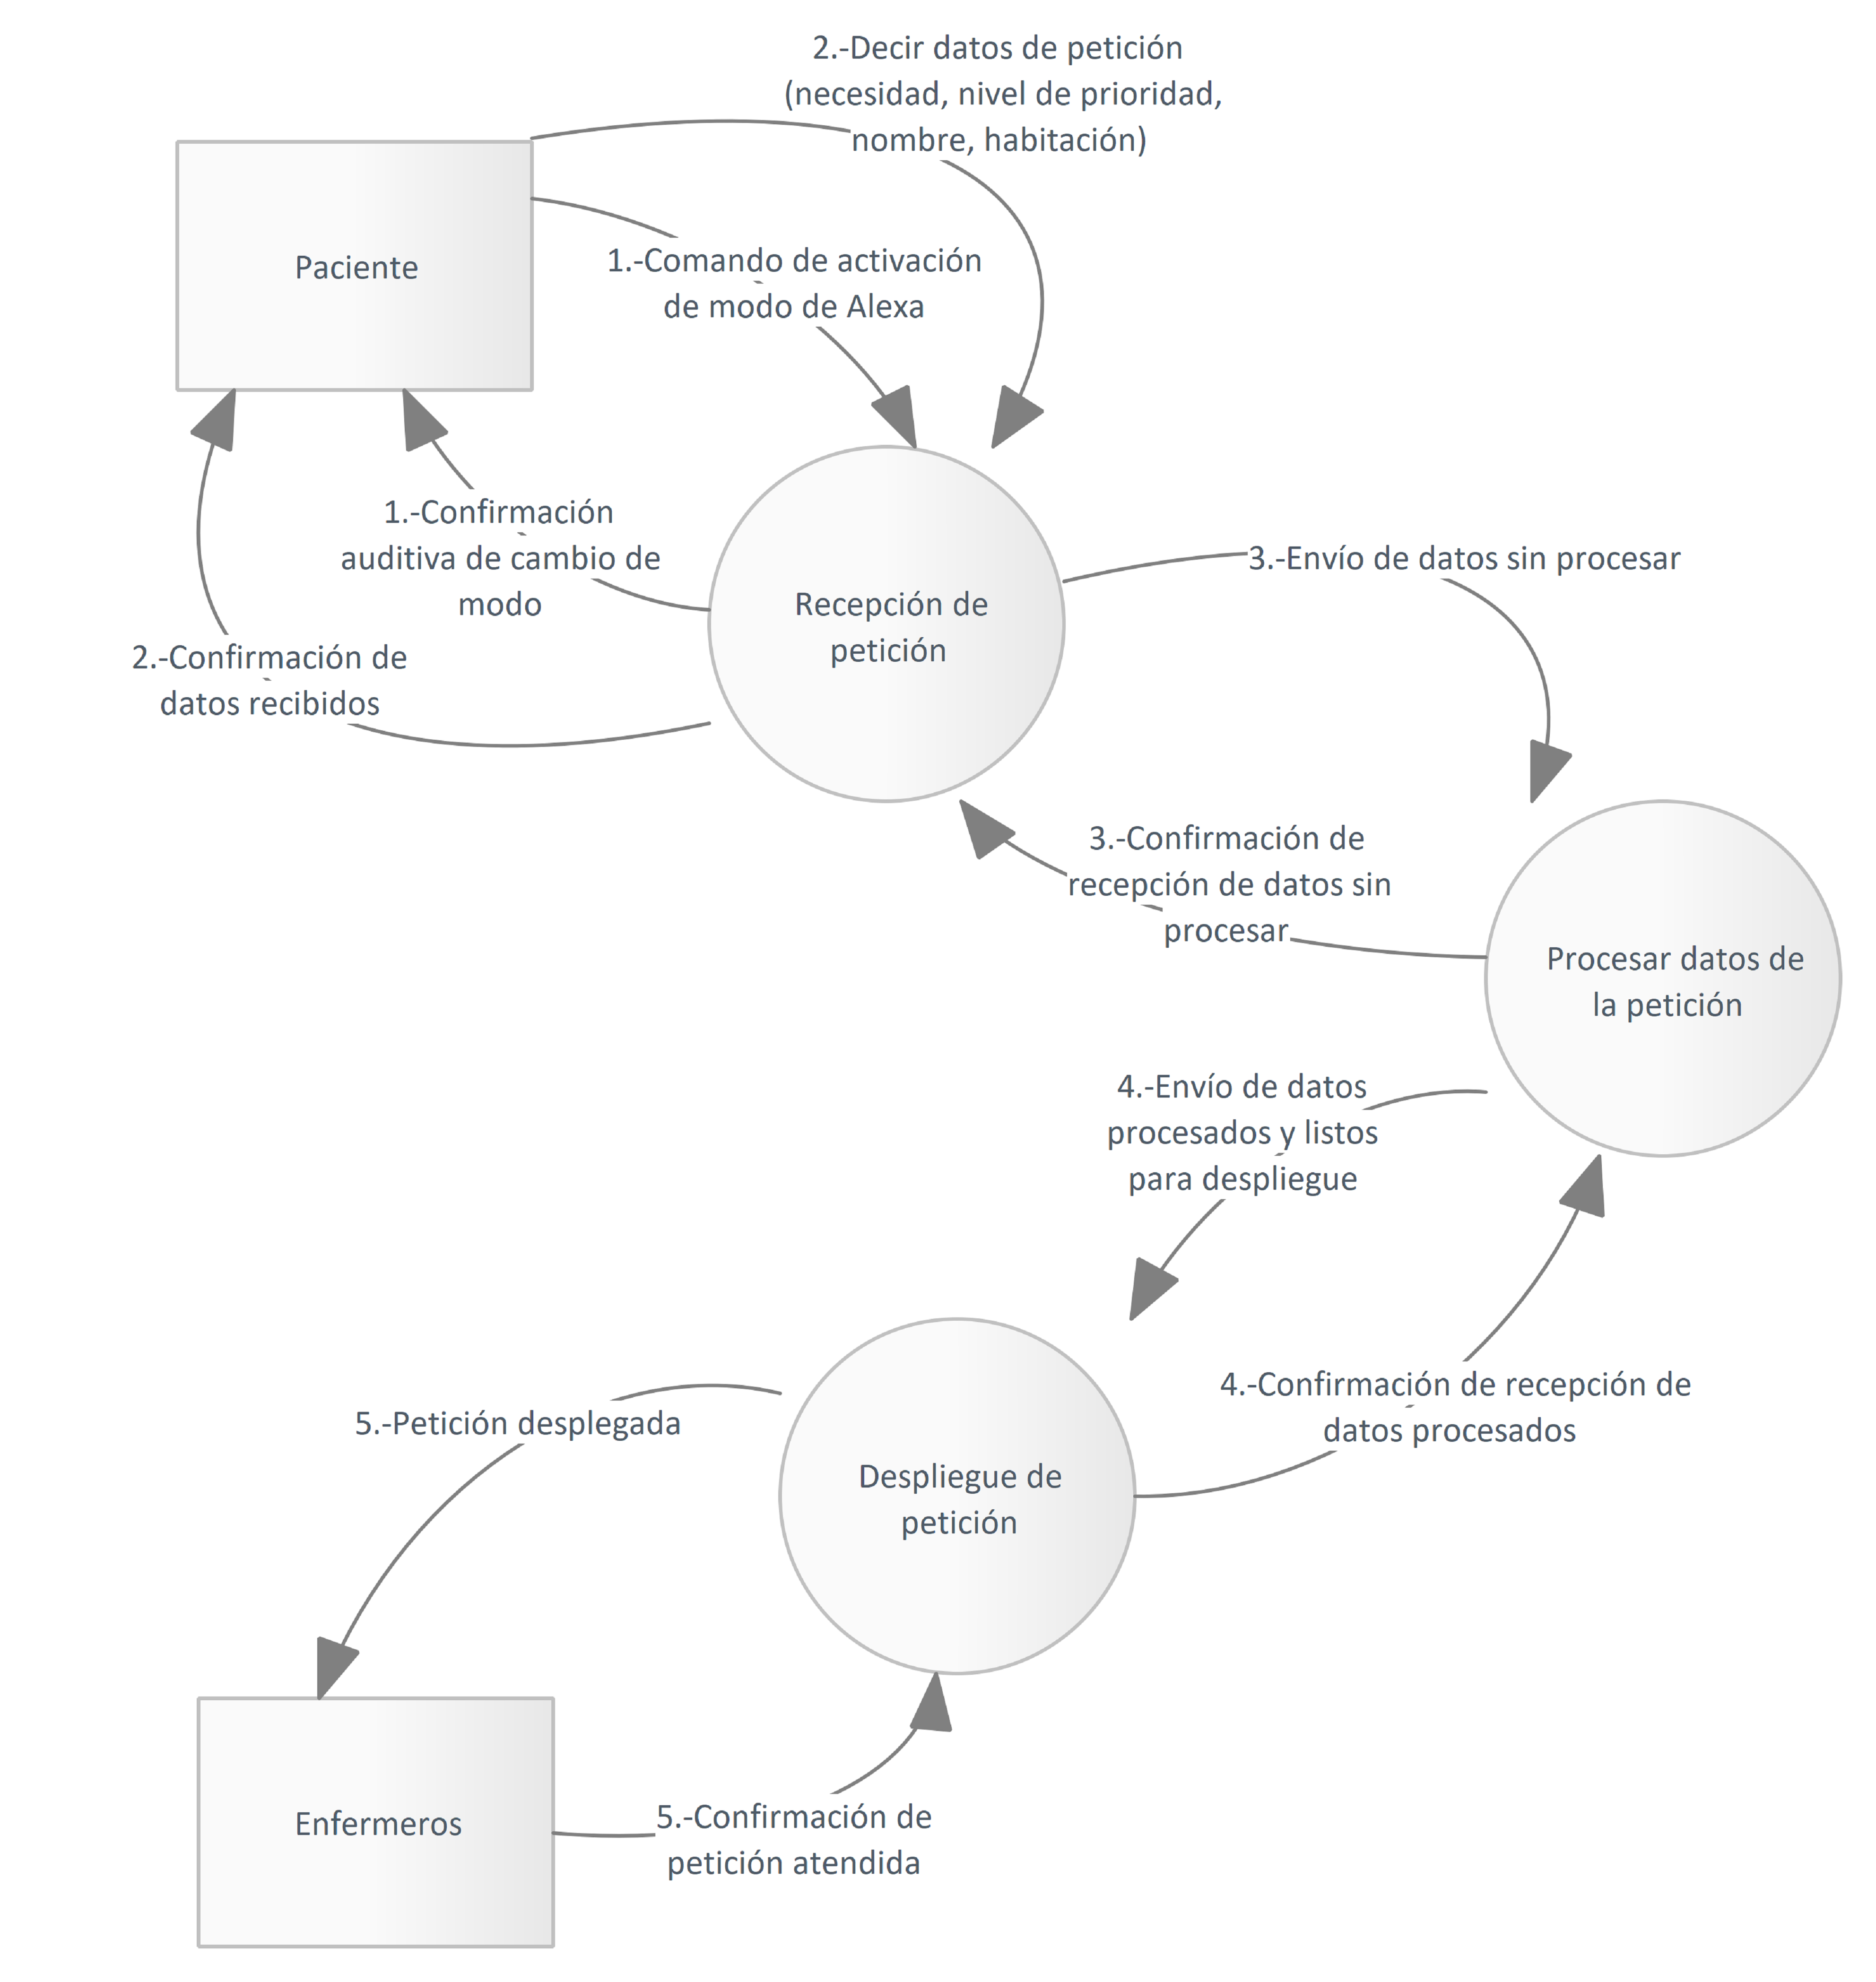 2.-Decir datos de petición
(necesidad, nivel de prioridad,
nombre, habitación)
Paciente
1.-Comando de activación
de modo de Alexa
1.-Confirmación
auditiva de cambio de
modo
2.-Confirmación de
datos recibidos
Recepción de
petición
3.-Envío de datos sin procesar
3.-Confirmación de
recepción de datos sin
procesar
Procesar datos de
la petición
4.-Envío de datos
procesados y listos
para despliegue
4.-Confirmación de recepción de
datos procesados
5.-Petición desplegada
Despliegue de
petición
Enfermeros
5.-Confirmación de
petición atendida